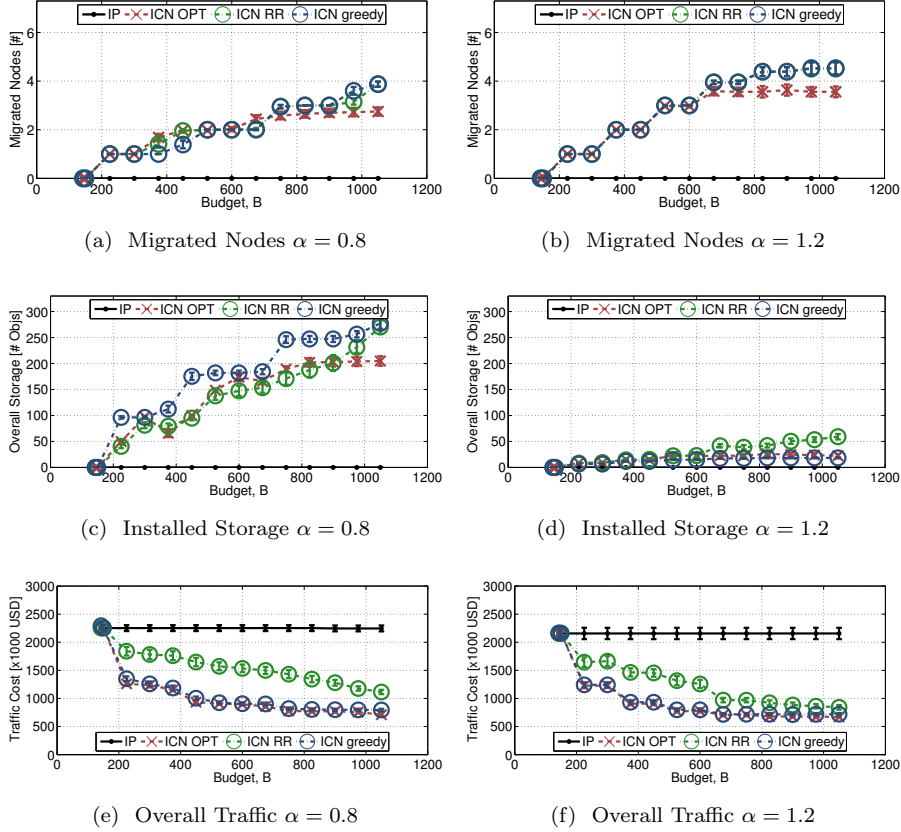 IP ICN OPT ICN RR ICN greedy
Migrated Nodes [#]
6
4
2
0
0 200 400 600 800 1000 1200
Budget, B
(a) Migrated Nodes α = 0.8
IP ICN OPT ICN RR ICN greedy
Migrated Nodes [#]
6
4
2
0
0 200 400 600 800 1000 1200
Budget, B
(b) Migrated Nodes α = 1.2
IP ICN OPT ICN RR ICN greedy
Overall Storage [# Objs]
300
250
200
150
100
50
0
0 200 400 600 800 1000 1200
Budget, B
(c) Installed Storage α = 0.8
IP ICN OPT ICN RR ICN greedy
Overall Storage [# Objs]
300
250
200
150
100
50
0
0 200 400 600 800 1000 1200
Budget, B
(d) Installed Storage α = 1.2
3000
2500
2000
1500
1000
500
0
Traffic Cost [x1000 USD]
IP ICN OPT ICN RR ICN greedy
0 200 400 600 800 1000 1200
Budget, B
(e) Overall Traffic α = 0.8
3000
2500
2000
1500
1000
500
0
Traffic Cost [x1000 USD]
IP ICN OPT ICN RR ICN greedy
0 200 400 600 800 1000 1200
Budget, B
(f) Overall Traffic α = 1.2